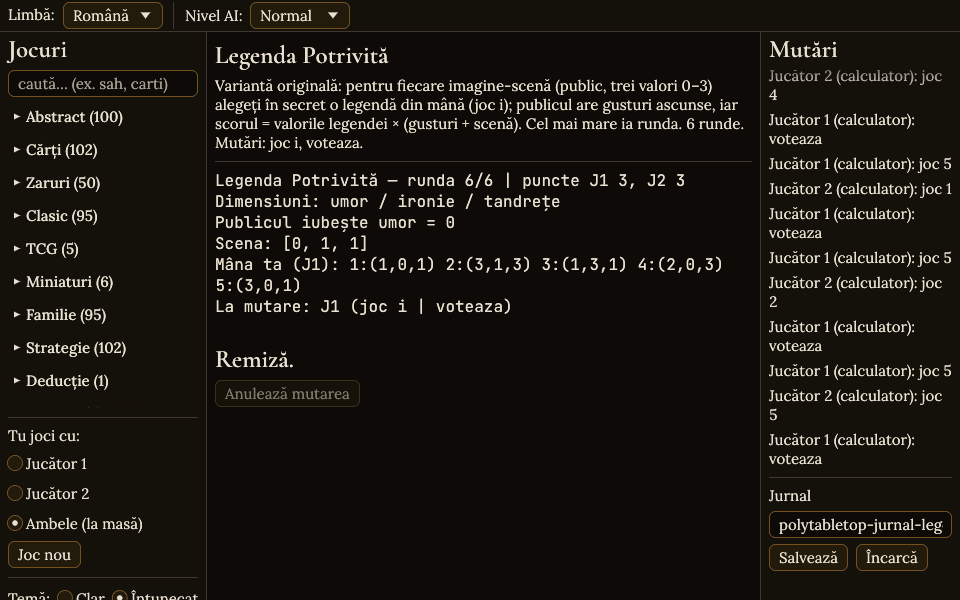 Limbă: Română ▼ Nivel AI: Normal ▼
Jocuri
caută... (ex. sah, carti)
▸ Abstract (100)
▸ Cărți (102)
▸ Zaruri (50)
▸ Clasic (95)
▸ TCG (5)
▸ Miniaturi (6)
▸ Familie (95)
▸ Strategie (102)
▸ Deducție (1)
Tu joci cu:
Jucător 1
Jucător 2
Ambele (la masă)
Joc nou
Temă: Clar Întunecat
Legenda Potrivită
Variantă originală: pentru fiecare imagine-scenă (public, trei valori 0–3)
alegeți în secret o legendă din mână (joc i); publicul are gusturi ascunse, iar
scorul = valorile legendei × (gusturi + scenă). Cel mai mare ia runda. 6 runde.
Mutări: joc i, voteaza.
Legenda Potrivită — runda 6/6 | puncte J1 3, J2 3
Dimensiuni: umor / ironie / tandrețe
Publicul iubește umor = 0
Scena: [0, 1, 1]
Mâna ta (J1): 1:(1,0,1) 2:(3,1,3) 3:(1,3,1) 4:(2,0,3)
5:(3,0,1)
La mutare: J1 (joc i | voteaza)
Remiză.
Anulează mutarea
Mutări
Jucător 2 (calculator): joc
4
Jucător 1 (calculator):
voteaza
Jucător 1 (calculator): joc 5
Jucător 2 (calculator): joc 1
Jucător 1 (calculator):
voteaza
Jucător 1 (calculator): joc 5
Jucător 2 (calculator): joc
2
Jucător 1 (calculator):
voteaza
Jucător 1 (calculator): joc 5
Jucător 2 (calculator): joc
5
Jucător 1 (calculator):
voteaza
Jurnal
polytabletop-jurnal-leg
Salvează Încarcă